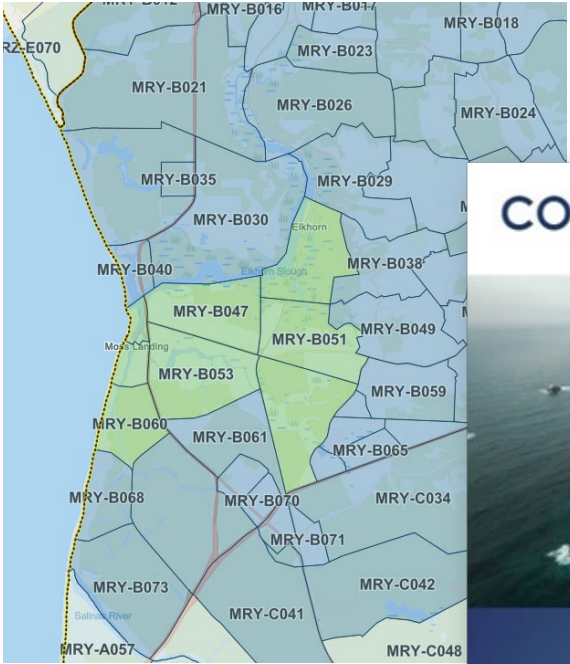 MRY-B016
MRY-B017
MRY-B018
RZ-E070
MRY-B023
MRY-B021
MRY-B026
MRY-B024
MRY-B035
MRY-B029
MRY-B030
CO
Elkhorn
MRY-B040
Elkhorn Slough
MRY-B038
MRY-B047
MRY-B051
MRY-B049
Moss Landing
MRY-B053
MRY-B059
MRY-B060
MRY-B061
MRY-B065
MRY-B068
MRY-B070
MRY-C034
MRY-B071
MRY-B073
MRY-C042
MRY-C041
Salinas River
MRY-A057
MRY-C048